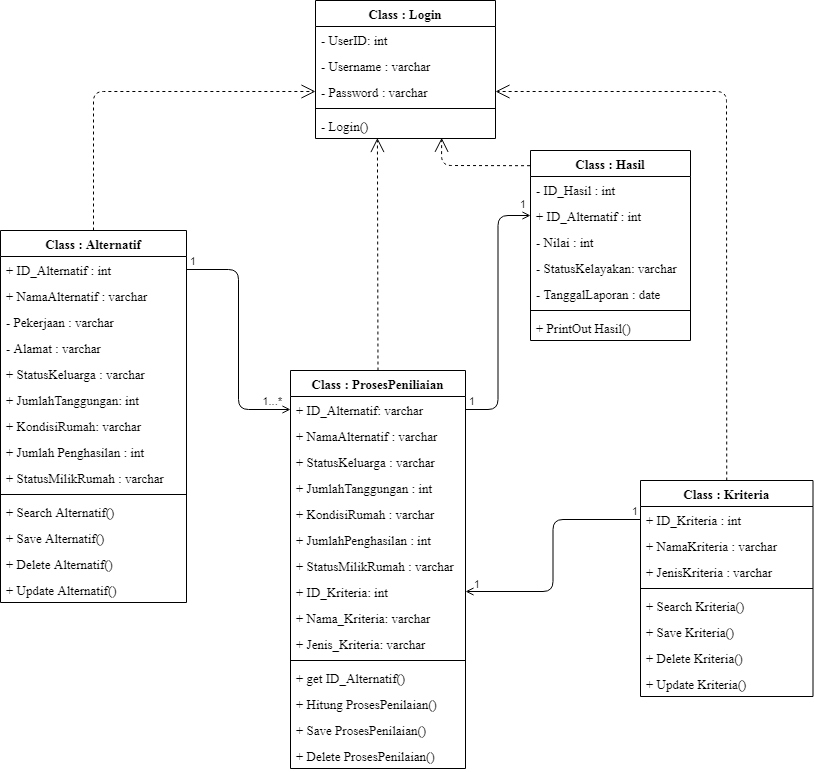 Class : Login
- UserID: int
- Username : varchar
- Password : varchar
- Login()
Class : Hasil
- ID_Hasil : int
+ ID_Alternatif : int
- Nilai : int
- StatusKelayakan: varchar
- TanggalLaporan : date
+ PrintOut Hasil()
1
Class : Alternatif
+ ID_Alternatif : int
+ NamaAlternatif : varchar
- Pekerjaan : varchar
- Alamat : varchar
+ StatusKeluarga : varchar
+ JumlahTanggungan: int
+ KondisiRumah: varchar
+ Jumlah Penghasilan : int
+ StatusMilikRumah : varchar
+ Search Alternatif()
+ Save Alternatif()
+ Delete Alternatif()
+ Update Alternatif()
1
1...*
Class : ProsesPeniliaian
+ ID_Alternatif: varchar
+ NamaAlternatif : varchar
+ StatusKeluarga : varchar
+ JumlahTanggungan : int
+ KondisiRumah : varchar
+ JumlahPenghasilan : int
+ StatusMilikRumah : varchar
+ ID_Kriteria: int
+ Nama_Kriteria: varchar
+ Jenis_Kriteria: varchar
+ get ID_Alternatif()
+ Hitung ProsesPenilaian()
+ Save ProsesPenilaian()
+ Delete ProsesPenilaian()
1
1
Class : Kriteria
+ ID_Kriteria : int
+ NamaKriteria : varchar
+ JenisKriteria : varchar
+ Search Kriteria()
+ Save Kriteria()
+ Delete Kriteria()
+ Update Kriteria()
1